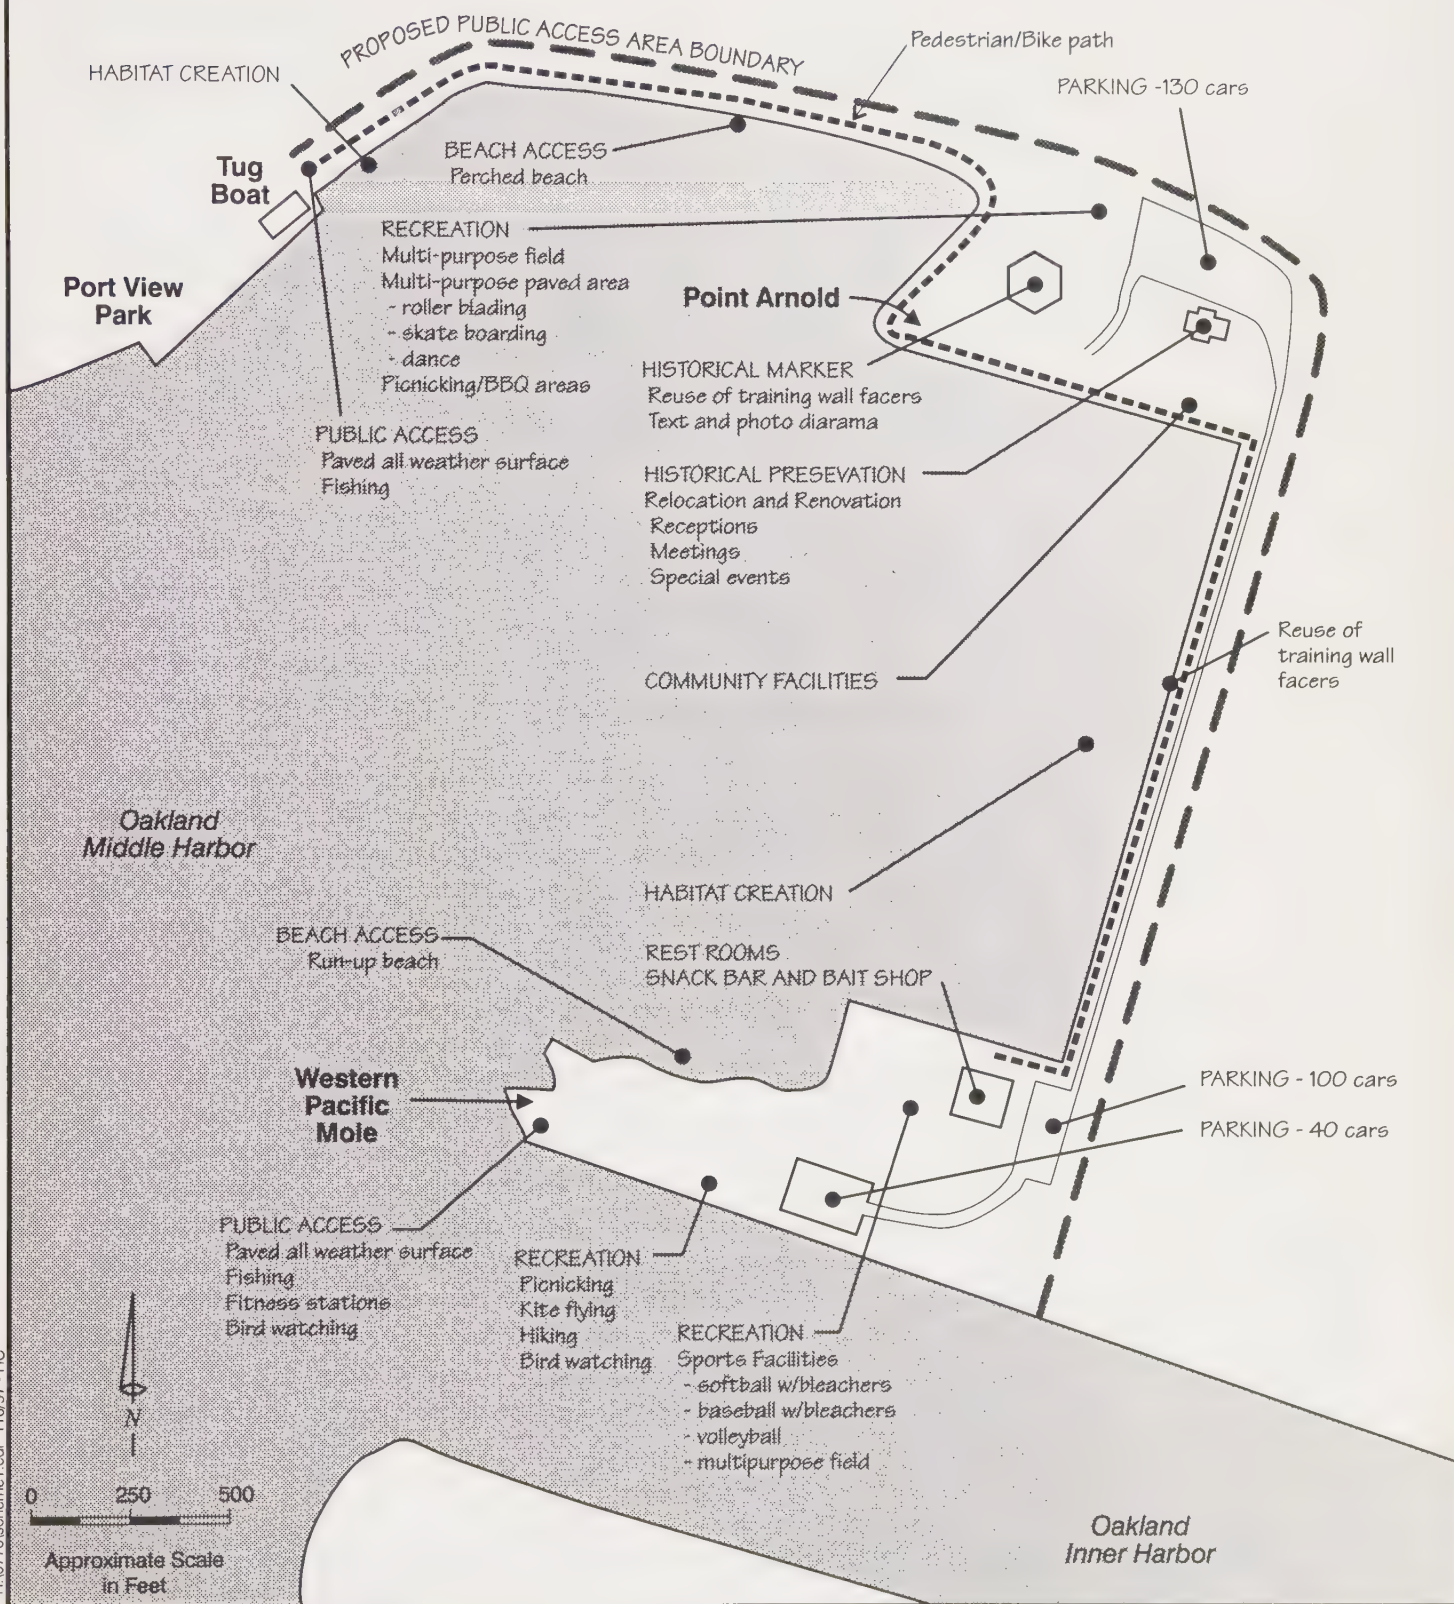 PROPOSED PUBLIC ACCESS AREA BOUNDARY
Pedestrian/Bike path
HABITAT CREATION
PARKING -130 cars
BEACH ACCESS
Perched beach
Tug
Boat
RECREATION
Multi-purpose field
Multi-purpose paved area
- roller blading
- skate boarding
- dance
Picnicking/BBQ areas
Port View
Park
Point Arnold
HISTORICAL MARKER
Reuse of training wall facers
Text and photo diarama
PUBLIC ACCESS
Paved all weather surface
Fishing
HISTORICAL PRESEVATION
Relocation and Renovation
Receptions
Meetings
Special events
COMMUNITY FACILITIES
Reuse of
training wall
facers
Oakland
Middle Harbor
HABITAT CREATION
BEACH ACCESS
Run-up beach
REST ROOMS
SNACK BAR AND BAIT SHOP
Western
Pacific
Mole
PARKING - 100 cars
PARKING - 40 cars
PUBLIC ACCESS
Paved all weather surface
Fishing
Fitness stations
Bird watching
RECREATION
Picnicking
Kite flying
Hiking
Bird watching
RECREATION
Sports Facilities
- softball w/bleachers
- baseball w/bleachers
- volleyball
- multipurpose field
N
0 250 500
Approximate Scale
in Feet
Oakland
Inner Harbor